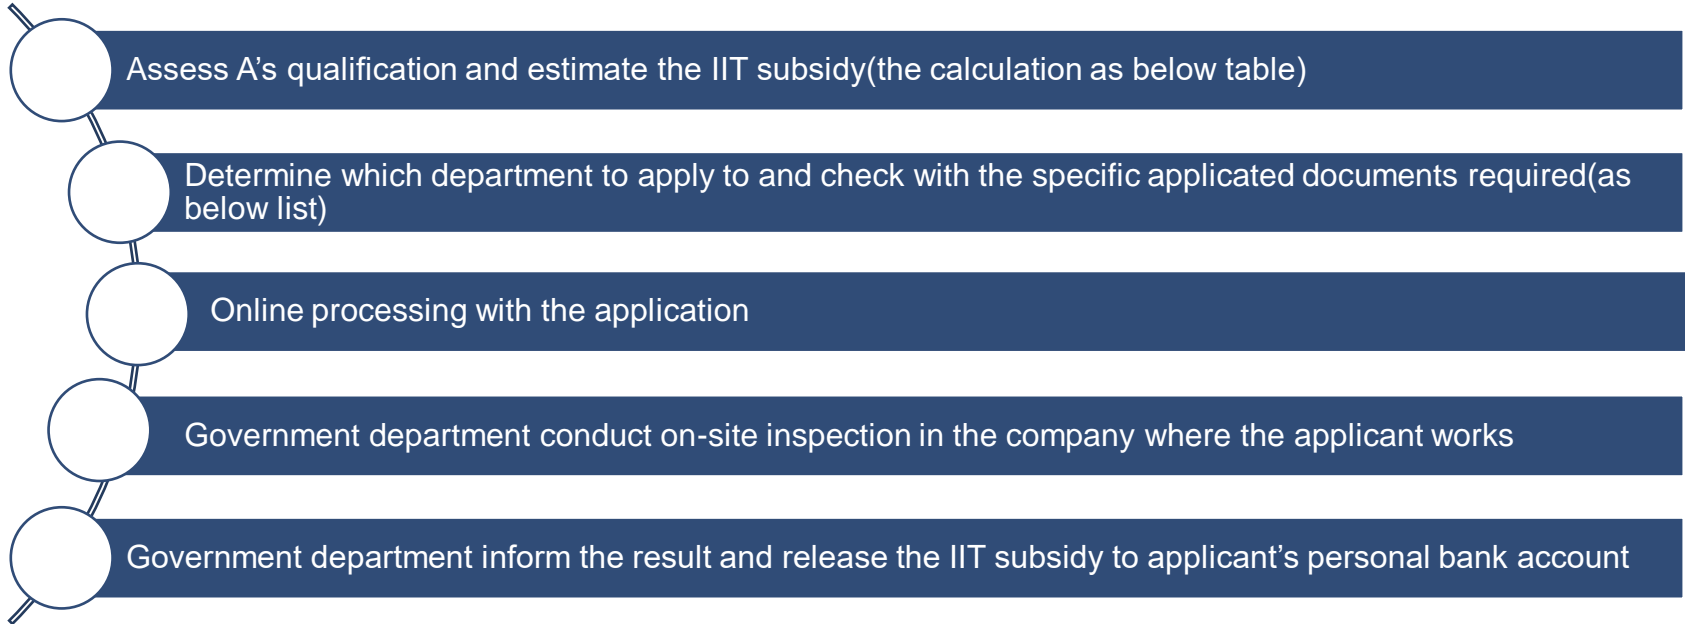 Assess A’s qualification and estimate the IIT subsidy(the calculation as below table)
Determine which department to apply to and check with the specific applicated documents required(as
below list)
Online processing with the application
Government department conduct on-site inspection in the company where the applicant works
Government department inform the result and release the IIT subsidy to applicant’s personal bank account